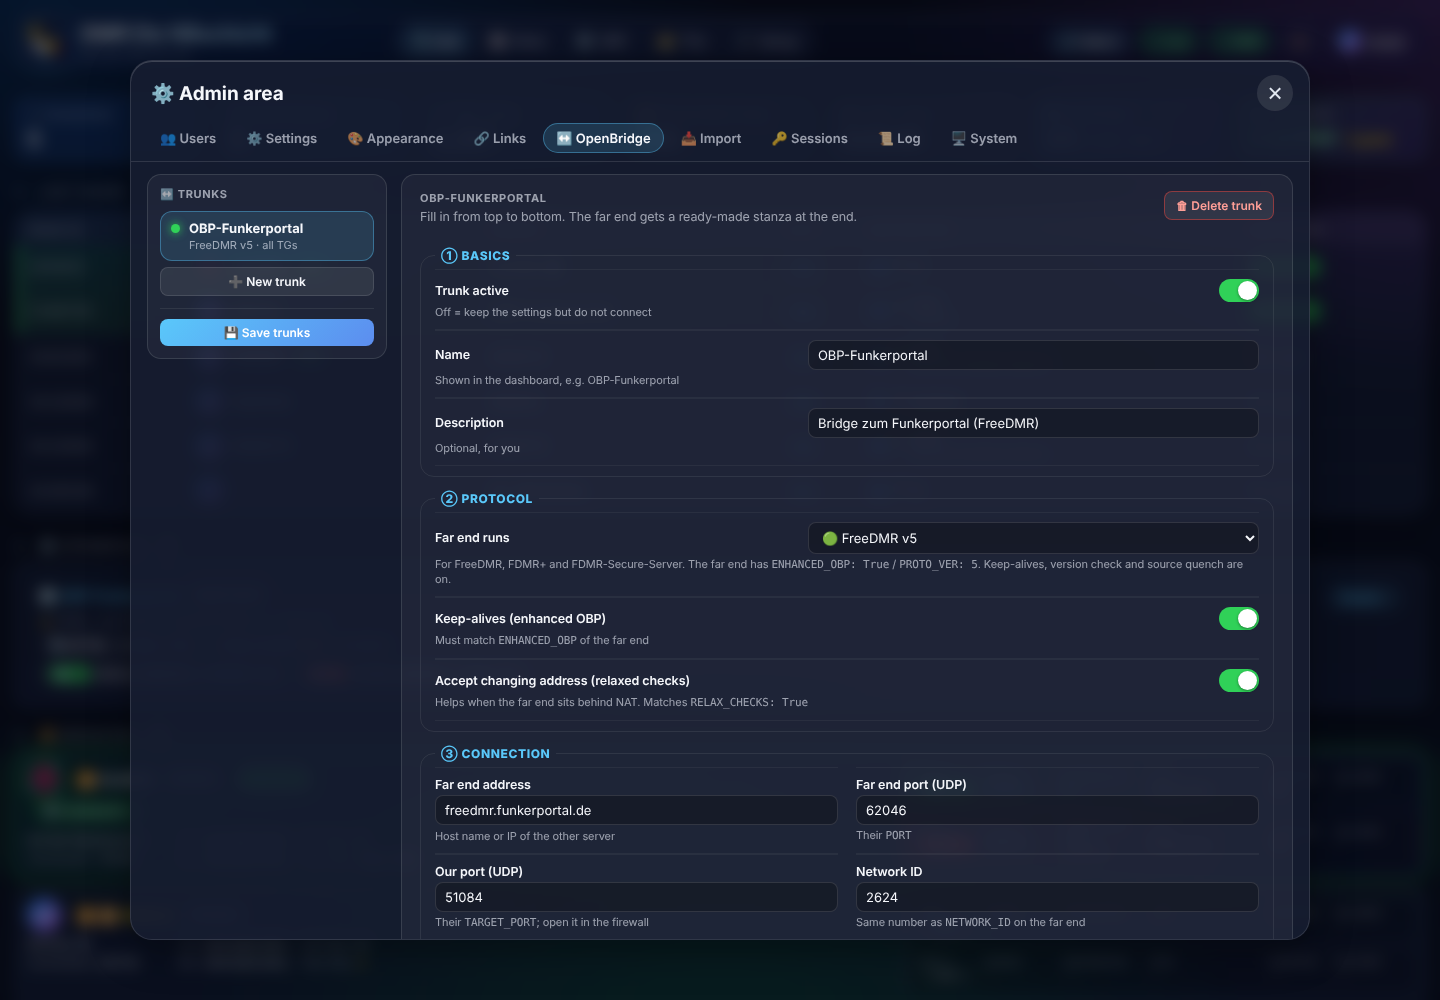 ⚙️ Admin area
✕
👥 Users
⚙️ Settings
🎨 Appearance
🔗 Links
↔️ OpenBridge
📥 Import
🔑 Sessions
📜 Log
🖥️ System
↔️ TRUNKS
OBP-Funkerportal
FreeDMR v5 · all TGs
➕ New trunk
💾 Save trunks
OBP-FUNKERPORTAL
Fill in from top to bottom. The far end gets a ready-made stanza at the end.
🗑 Delete trunk
① BASICS
Trunk active
Off = keep the settings but do not connect
Name
OBP-Funkerportal
Shown in the dashboard, e.g. OBP-Funkerportal
Description
Bridge zum Funkerportal (FreeDMR)
Optional, for you
② PROTOCOL
Far end runs
🟢 FreeDMR v5
For FreeDMR, FDMR+ and FDMR-Secure-Server. The far end has ENHANCED_OBP: True / PROTO_VER: 5. Keep-alives, version check and source quench are
on.
Keep-alives (enhanced OBP)
Must match ENHANCED_OBP of the far end
Accept changing address (relaxed checks)
Helps when the far end sits behind NAT. Matches RELAX_CHECKS: True
③ CONNECTION
Far end address
freedmr.funkerportal.de
Host name or IP of the other server
Far end port (UDP)
62046
Their PORT
Our port (UDP)
51084
Their TARGET_PORT; open it in the firewall
Network ID
2624
Same number as NETWORK_ID on the far end